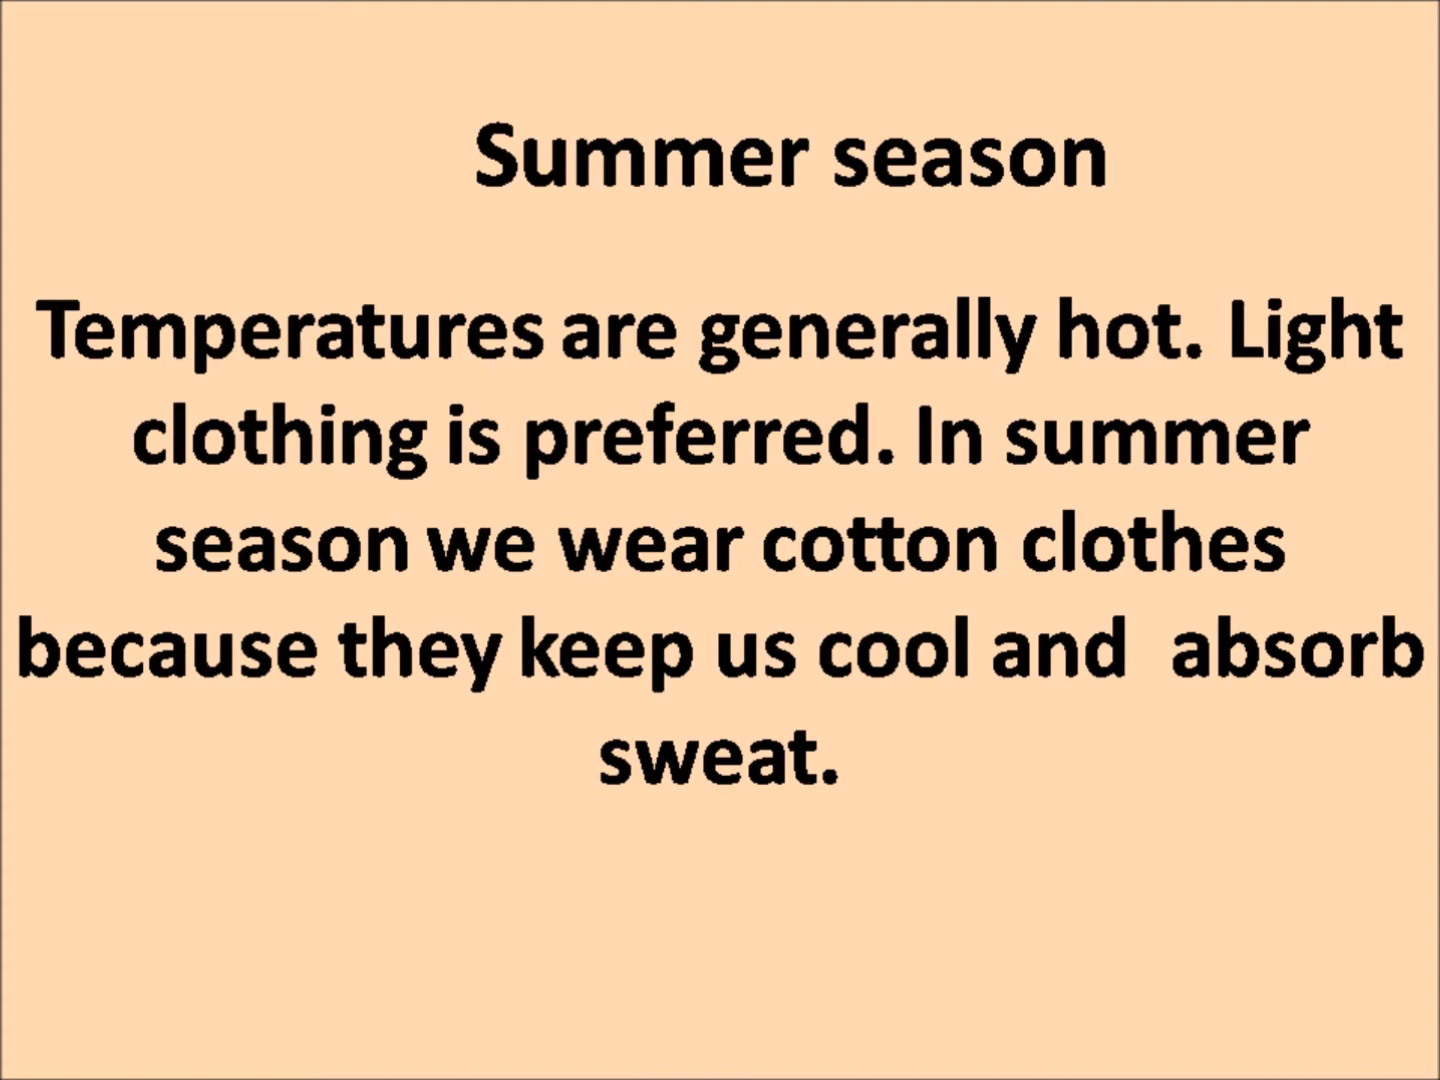 Summer season
Temperatures are generally hot. Light
clothing is preferred. In summer
season we wear cotton clothes
because they keep us cool and  absorb
sweat.